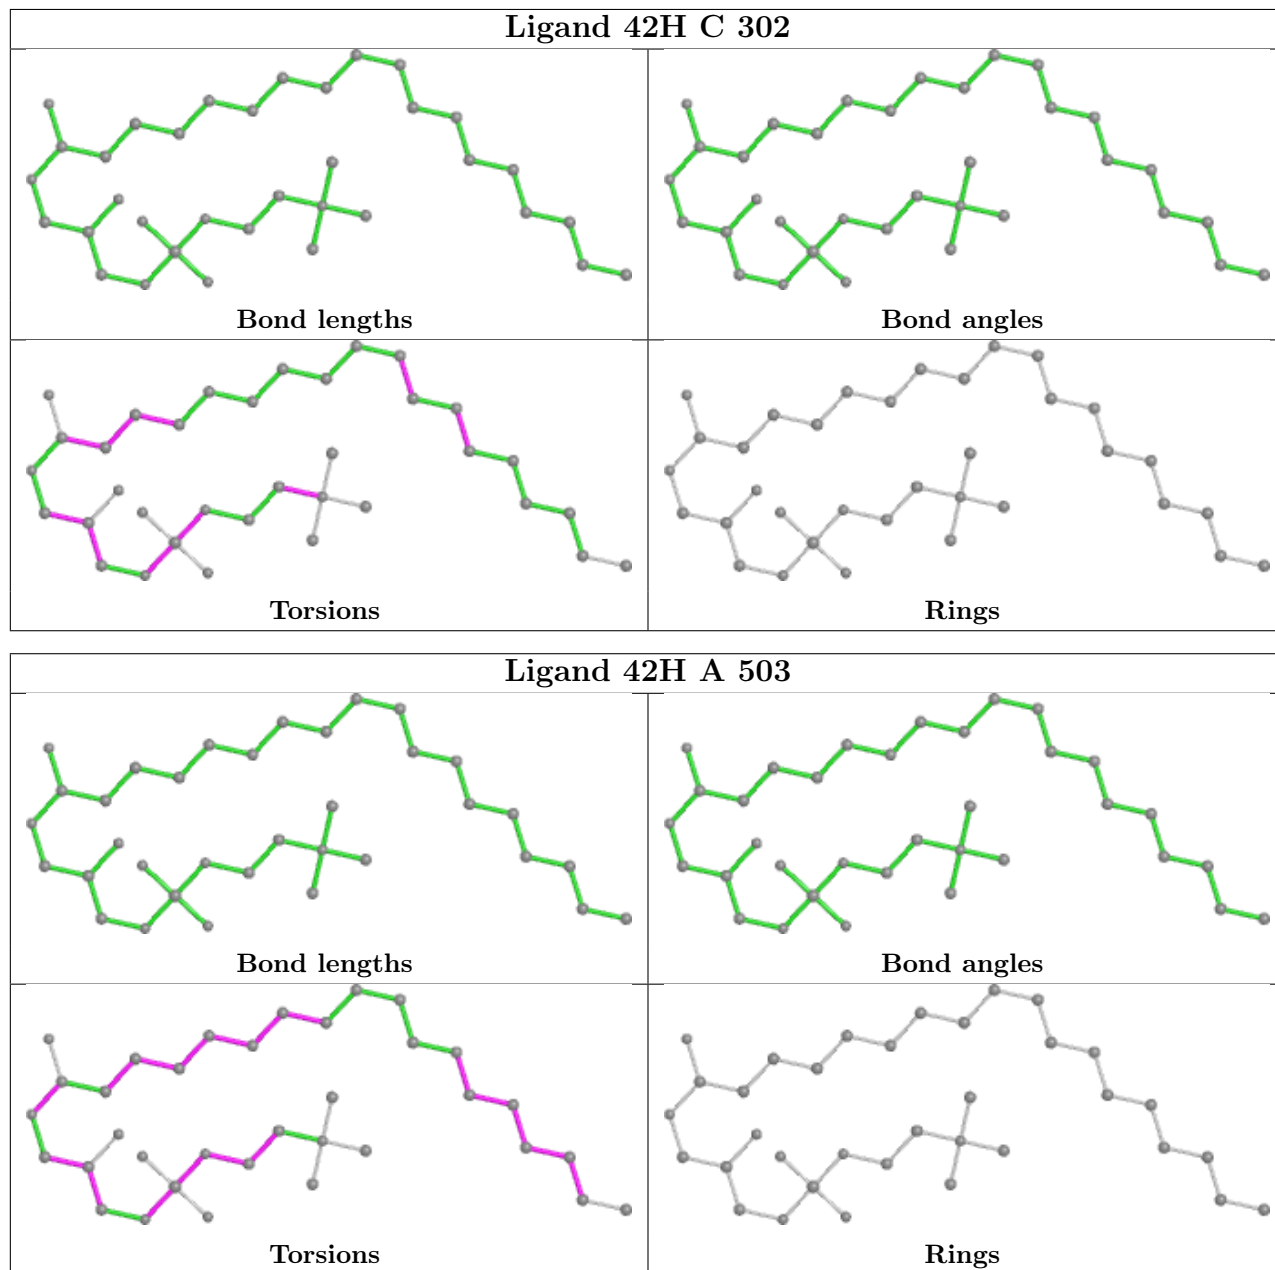 Ligand 42H C 302
Bond lengths
Bond angles
Torsions
Rings
Ligand 42H A 503
Bond lengths
Bond angles
Torsions
Rings